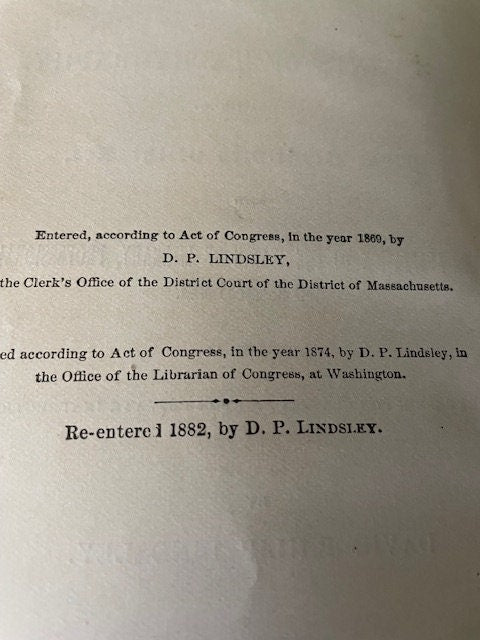 Entered, according to Act of Congress, in the year 1869, by
D. P. LINDSLEY,
the Clerk's Office of the District Court of the District of Massachusetts.
ed according to Act of Congress, in the year 1874, by D. P. Lindsley, in
the Office of the Librarian of Congress, at Washington.
Re-entered 1882, by D. P. LINDSLEY.